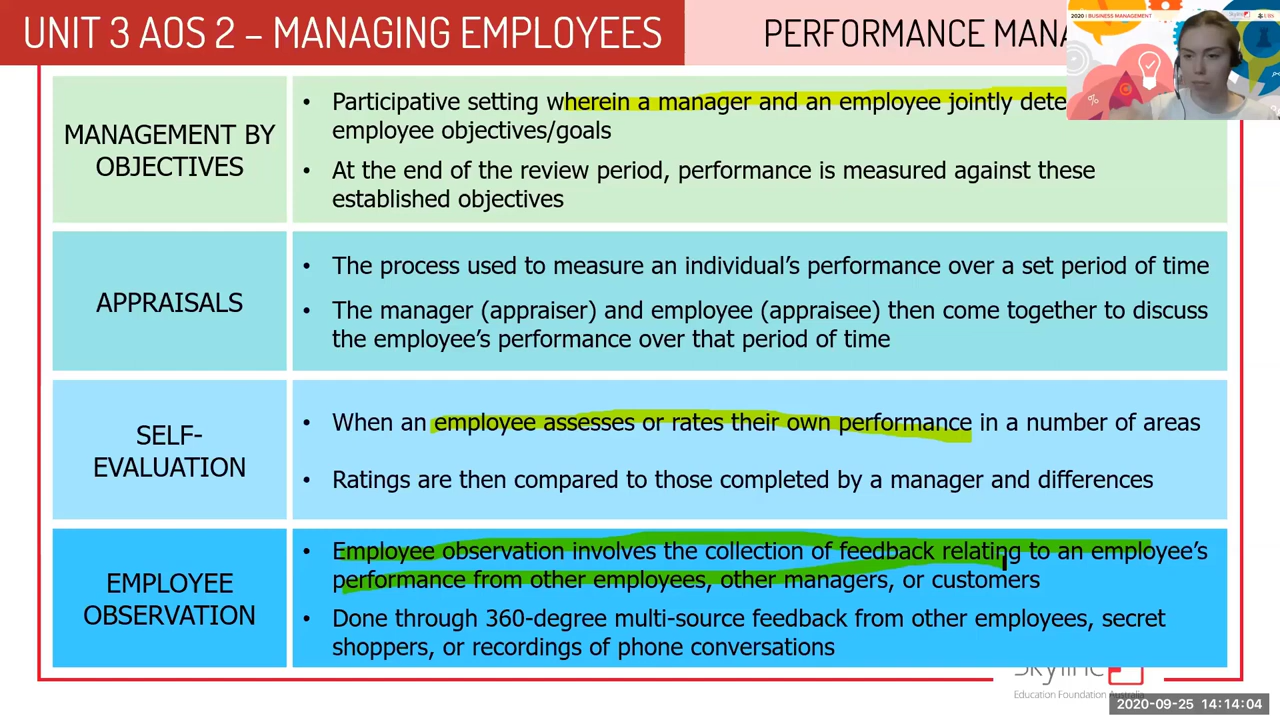 UNIT 3 AOS 2 – MANAGING EMPLOYEES
PERFORMANCE
2020 | BUSINESS MANAGEMENT
MANAGEMENT BY
OBJECTIVES
• Participative setting wherein a manager and an employee jointly
employee objectives/goals
• At the end of the review period, performance is measured against these
established objectives
APPRAISALS
• The process used to measure an individual’s performance over a set period of time
• The manager (appraiser) and employee (appraisee) then come together to discuss
the employee’s performance over that period of time
SELF-
EVALUATION
• When an employee assesses or rates their own performance in a number of areas
• Ratings are then compared to those completed by a manager and differences
EMPLOYEE
OBSERVATION
• Employee observation involves the collection of feedback relating to an employee’s
performance from other employees, other managers, or customers
• Done through 360-degree multi-source feedback from other employees, secret
shoppers, or recordings of phone conversations
Education Foundation Australia
2020-09-25 14:14:04